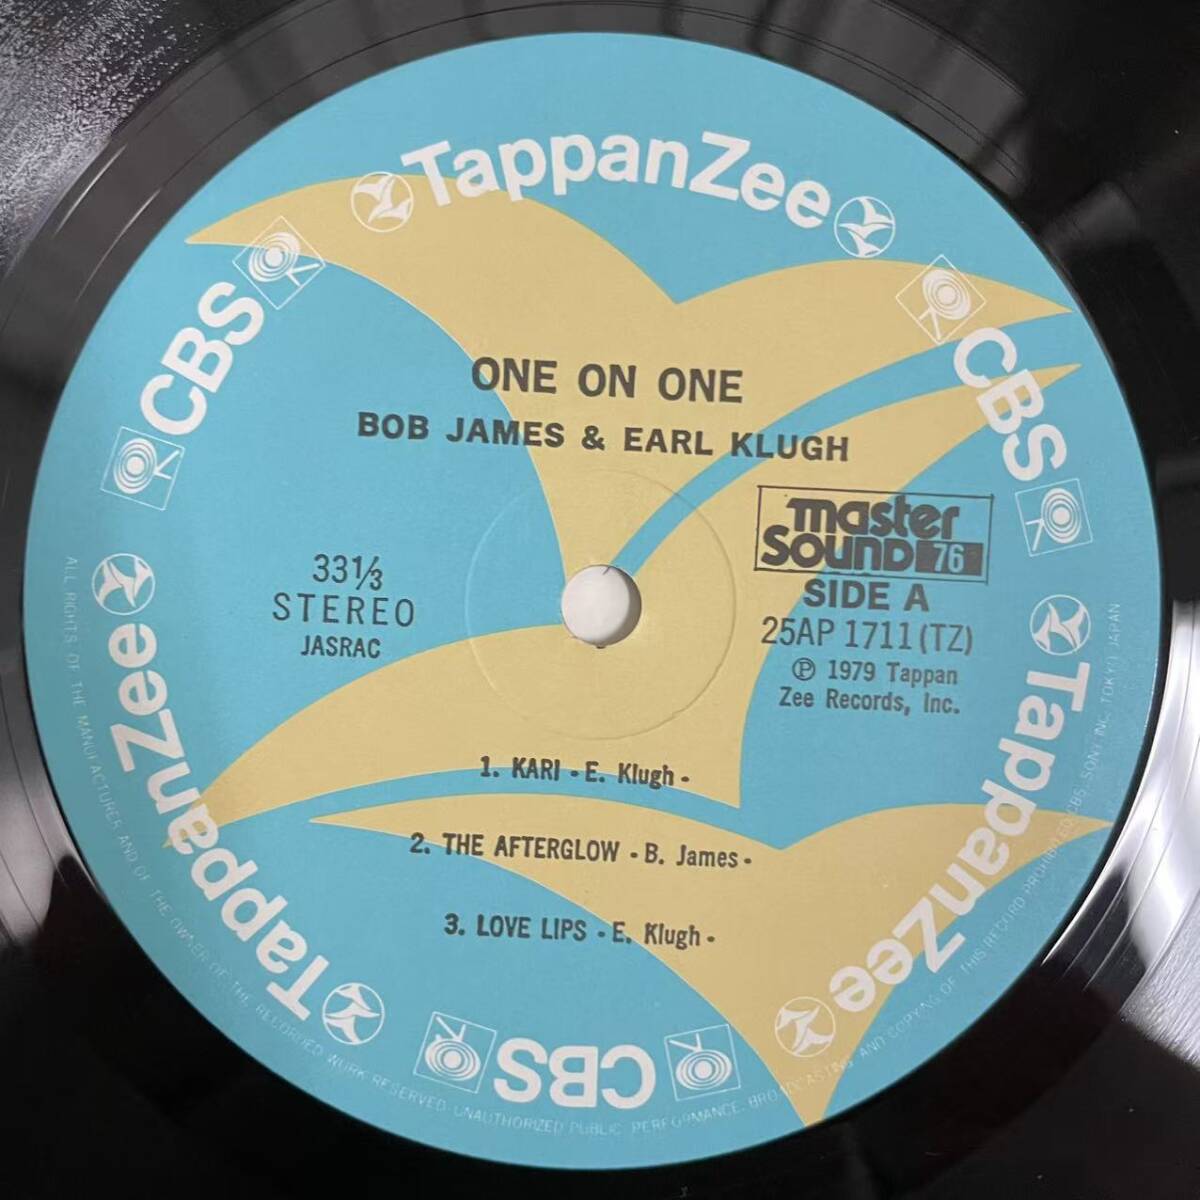 TappanZee
CBS
CBS
ONE ON ONE
BOB JAMES & EARL KLUGH
master
SOUND 76
33⅓
STEREO
JASRAC
SIDE A
25AP 1711 (TZ)
Ⓟ 1979 Tappan
Zee Records, Inc.
1. KARI - E. Klugh -
2. THE AFTERGLOW - B. James -
3. LOVE LIPS - E. Klugh -
TappanZee
TappanZee
CBS
ALL RIGHTS OF THE MANUFACTURER AND OF THE OWNER OF THE RECORDED WORK RESERVED. UNAUTHORIZED PUBLIC PERFORMANCE. BROADCASTING AND COPYING OF THIS RECORD PROHIBITED. CBS SONY INC. TOKYO JAPAN